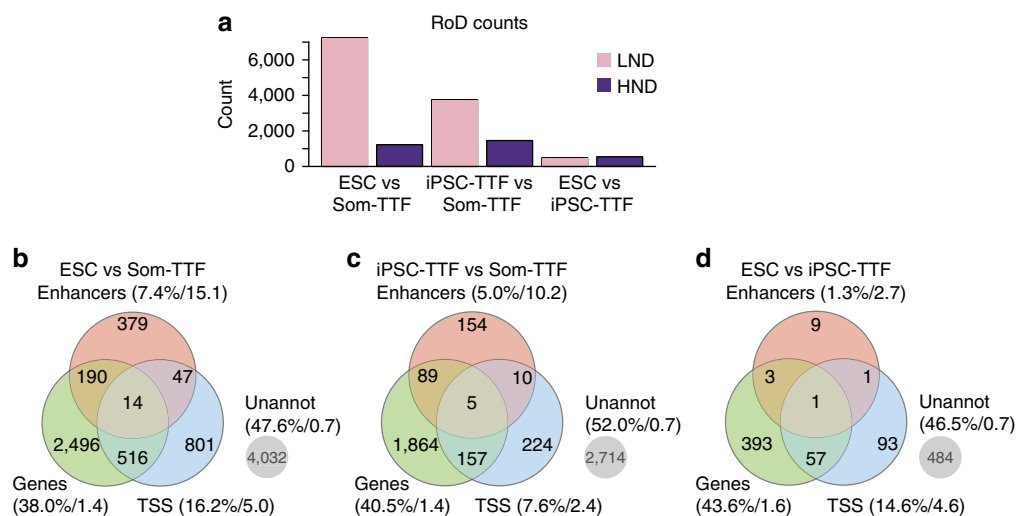 a
RoD counts
6,000
4,000
2,000
0
Count
LND
HND
ESC vs
Som-TTF
iPSC-TTF vs
Som-TTF
ESC vs
iPSC-TTF
b
ESC vs Som-TTF
Enhancers (7.4%/15.1)
379
190
47
14
2,496
516
801
Unannot
(47.6%/0.7)
4,032
Genes
(38.0%/1.4)
TSS (16.2%/5.0)
c
iPSC-TTF vs Som-TTF
Enhancers (5.0%/10.2)
154
89
10
5
1,864
157
224
Unannot
(52.0%/0.7)
2,714
Genes
(40.5%/1.4)
TSS (7.6%/2.4)
d
ESC vs iPSC-TTF
Enhancers (1.3%/2.7)
9
3
1
1
393
57
93
Unannot
(46.5%/0.7)
484
Genes
(43.6%/1.6)
TSS (14.6%/4.6)